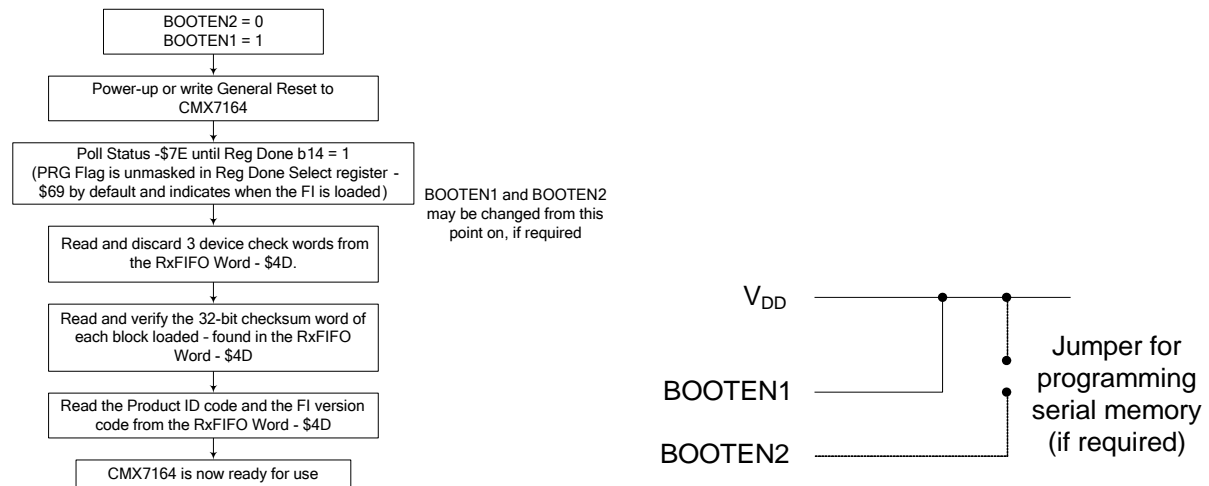 BOOTEN2 = 0
BOOTEN1 = 1
Power-up or write General Reset to
CMX7164
Poll Status -$7E until Reg Done b14 = 1
(PRG Flag is unmasked in Reg Done Select register -
$69 by default and indicates when the FI is loaded)
BOOTEN1 and BOOTEN2
may be changed from this
point on, if required
Read and discard 3 device check words from
the RxFIFO Word - $4D.
Read and verify the 32-bit checksum word of
each block loaded - found in the RxFIFO
Word - $4D
Read the Product ID code and the FI version
code from the RxFIFO Word - $4D
CMX7164 is now ready for use
VDD
BOOTEN1
BOOTEN2
Jumper for
programming
serial memory
(if required)